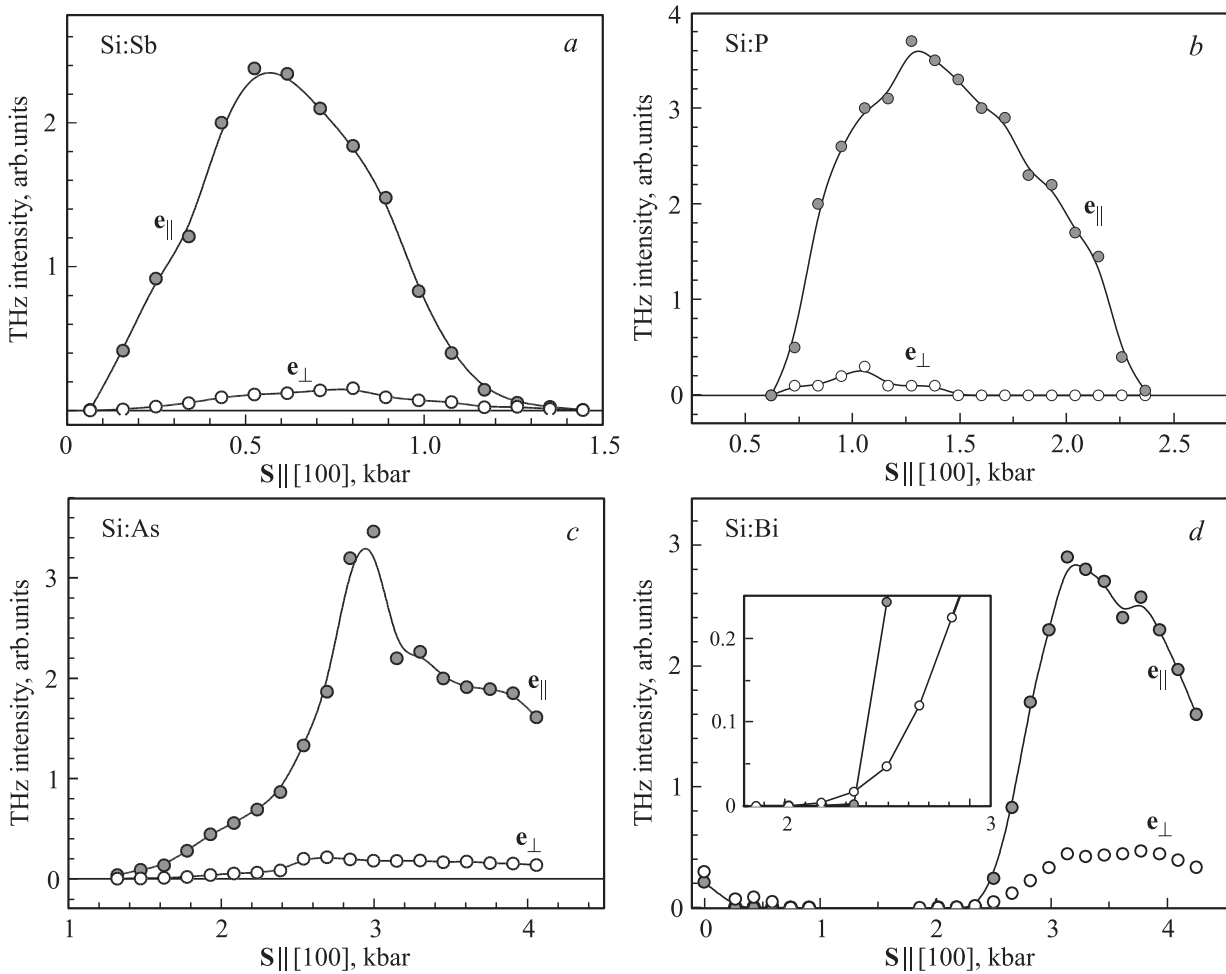 Si:Sb
a
THz intensity, arb.units
2
1
0
e∥
e⊥
0
0.5
1.0
1.5
S∥[100], kbar
Si:P
b
THz intensity, arb.units
4
3
2
1
0
e∥
e⊥
0.5
1.0
1.5
2.0
2.5
S∥[100], kbar
Si:As
c
THz intensity, arb.units
3
2
1
0
e∥
e⊥
1
2
3
4
S∥[100], kbar
Si:Bi
d
THz intensity, arb.units
3
2
1
0
0.2
0.1
0
2
3
e∥
e⊥
0
1
2
3
4
S∥[100], kbar